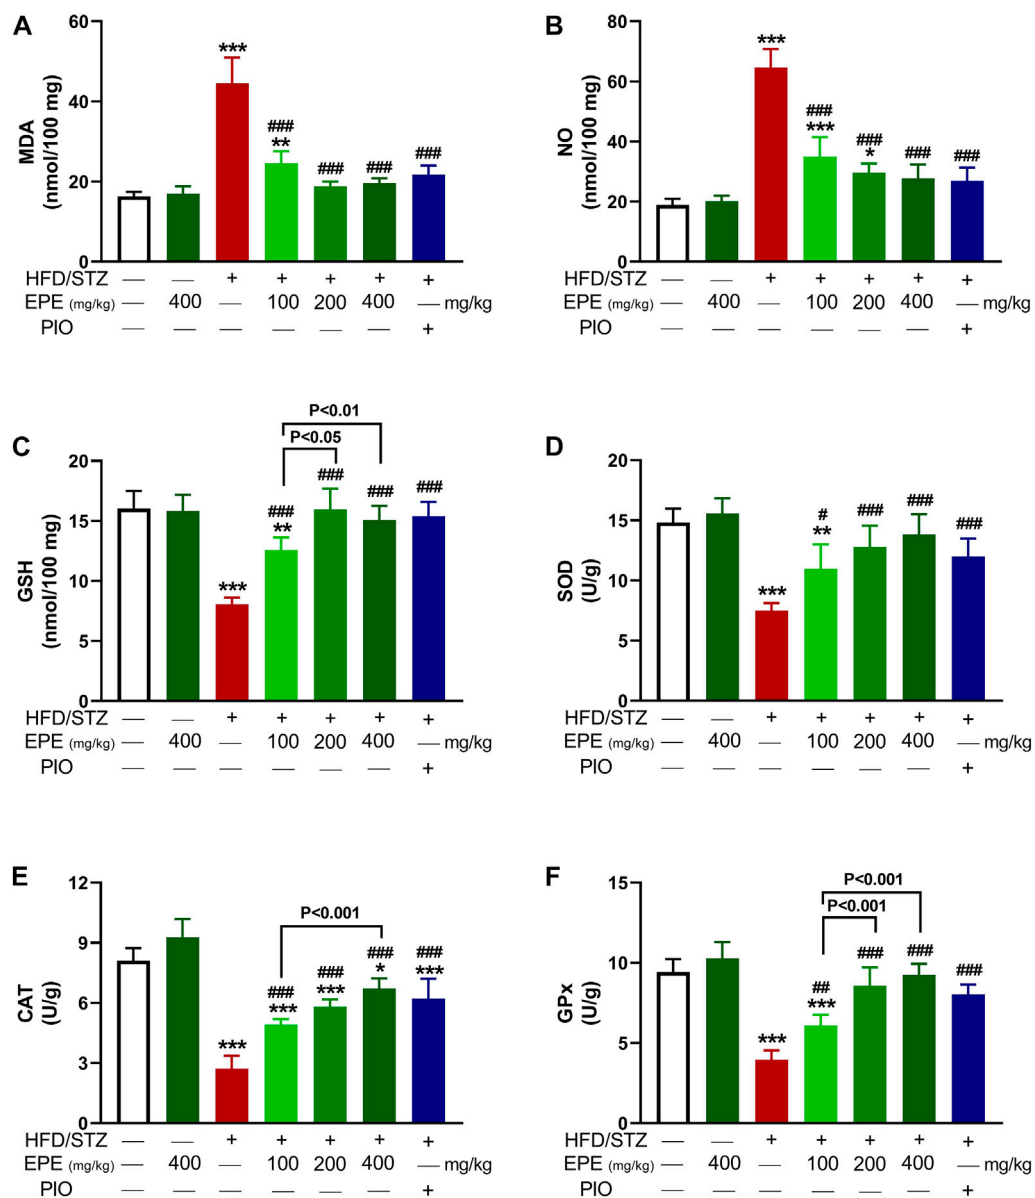 A
MDA
(nmol/100 mg)
60
40
20
0
***
###
**
###
###
###
HFD/STZ — — + + + + +
EPE (mg/kg) — 400 — 100 200 400 — mg/kg
PIO — — — — — — +
B
NO
(nmol/100 mg)
80
60
40
20
0
***
###
***
###
*
###
###
HFD/STZ — — + + + + +
EPE (mg/kg) — 400 — 100 200 400 — mg/kg
PIO — — — — — — +
C
GSH
(nmol/100 mg)
20
15
10
5
0
P<0.01
P<0.05
***
###
**
###
###
###
HFD/STZ — — + + + + +
EPE (mg/kg) — 400 — 100 200 400 — mg/kg
PIO — — — — — — +
D
SOD
(U/g)
20
15
10
5
0
***
#
**
###
###
###
HFD/STZ — — + + + + +
EPE (mg/kg) — 400 — 100 200 400 — mg/kg
PIO — — — — — — +
E
CAT
(U/g)
12
9
6
3
0
P<0.001
***
###
***
###
***
###
*
###
***
HFD/STZ — — + + + + +
EPE (mg/kg) — 400 — 100 200 400 — mg/kg
PIO — — — — — — +
F
GPx
(U/g)
15
10
5
0
P<0.001
P<0.001
***
##
***
###
###
###
HFD/STZ — — + + + + +
EPE (mg/kg) — 400 — 100 200 400 — mg/kg
PIO — — — — — — +